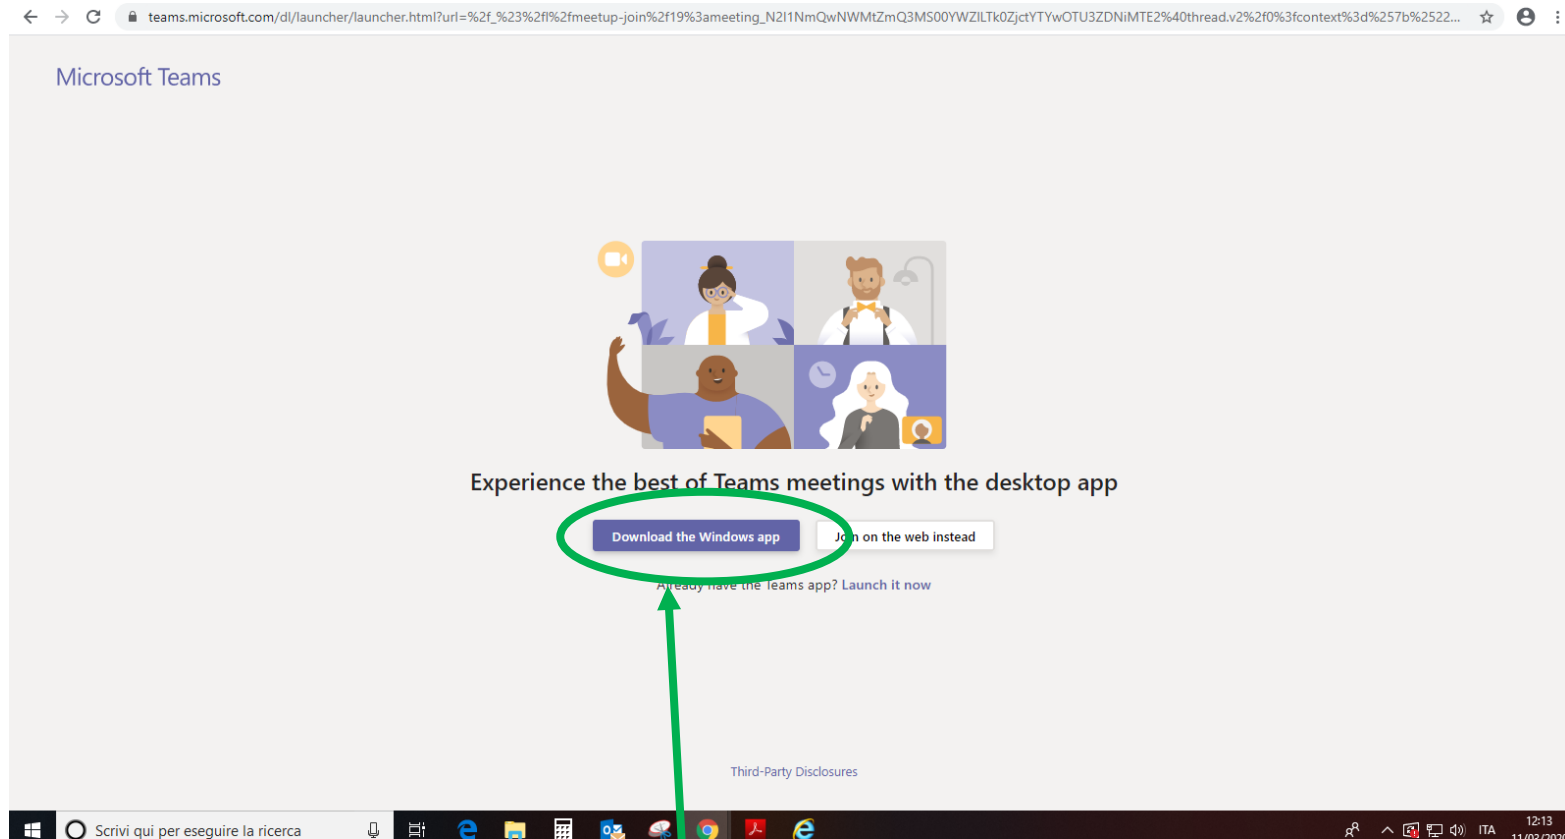 teams.microsoft.com/dl/launcher/launcher.html?url=%2f_%23%2fl%2fmeetup-join%2f19%3ameeting_N2I1NmQwNWMtZmQ3MS00YWZlLTk0ZjctYTYwOTU3ZDNiMTE2%40thread.v2%2f0%3fcontext%3d%257b%2522...
Microsoft Teams
Experience the best of Teams meetings with the desktop app
Download the Windows app Join on the web instead
Already have the Teams app? Launch it now
Third-Party Disclosures
Scrivi qui per eseguire la ricerca ITA 12:13